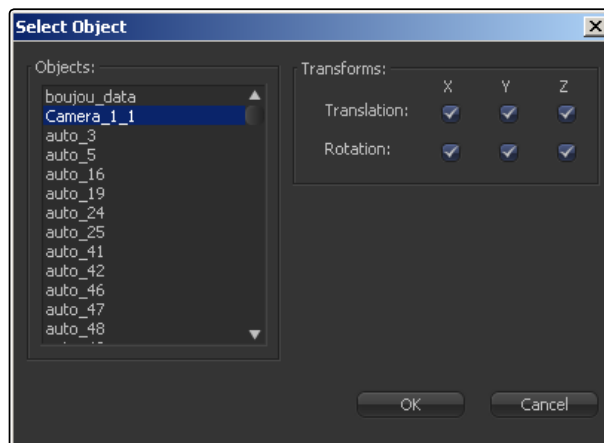 Select Object
Objects:
boujou_data
Camera_1_1
auto_3
auto_5
auto_16
auto_19
auto_24
auto_25
auto_41
auto_42
auto_46
auto_47
auto_48
Transforms:
X Y Z
Translation:
Rotation:
OK Cancel